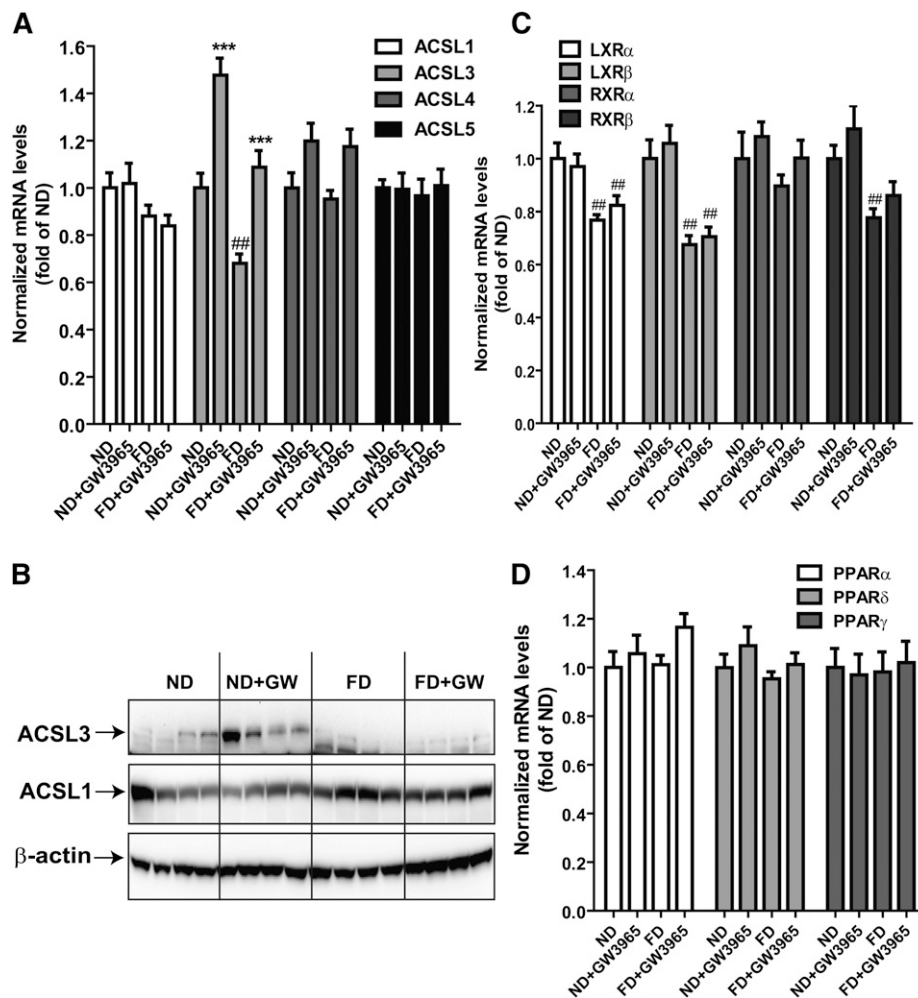 A
ACSL1
ACSL3
ACSL4
ACSL5
Normalized mRNA levels
(fold of ND)
1.6
1.4
1.2
1.0
0.8
0.6
0.4
0.2
0.0
***
##
***
ND
ND+GW3965
FD
FD+GW3965
ND
ND+GW3965
FD
FD+GW3965
ND
ND+GW3965
FD
FD+GW3965
ND
ND+GW3965
FD
FD+GW3965
C
LXRα
LXRβ
RXRα
RXRβ
Normalized mRNA levels
(fold of ND)
1.2
1.0
0.8
0.6
0.4
0.2
0.0
##
##
##
##
##
ND
ND+GW3965
FD
FD+GW3965
ND
ND+GW3965
FD
FD+GW3965
ND
ND+GW3965
FD
FD+GW3965
ND
ND+GW3965
FD
FD+GW3965
B
ND ND+GW FD FD+GW
ACSL3
ACSL1
β-actin
D
PPARα
PPARδ
PPARγ
Normalized mRNA levels
(fold of ND)
1.4
1.2
1.0
0.8
0.6
0.4
0.2
0.0
ND
ND+GW3965
FD
FD+GW3965
ND
ND+GW3965
FD
FD+GW3965
ND
ND+GW3965
FD
FD+GW3965